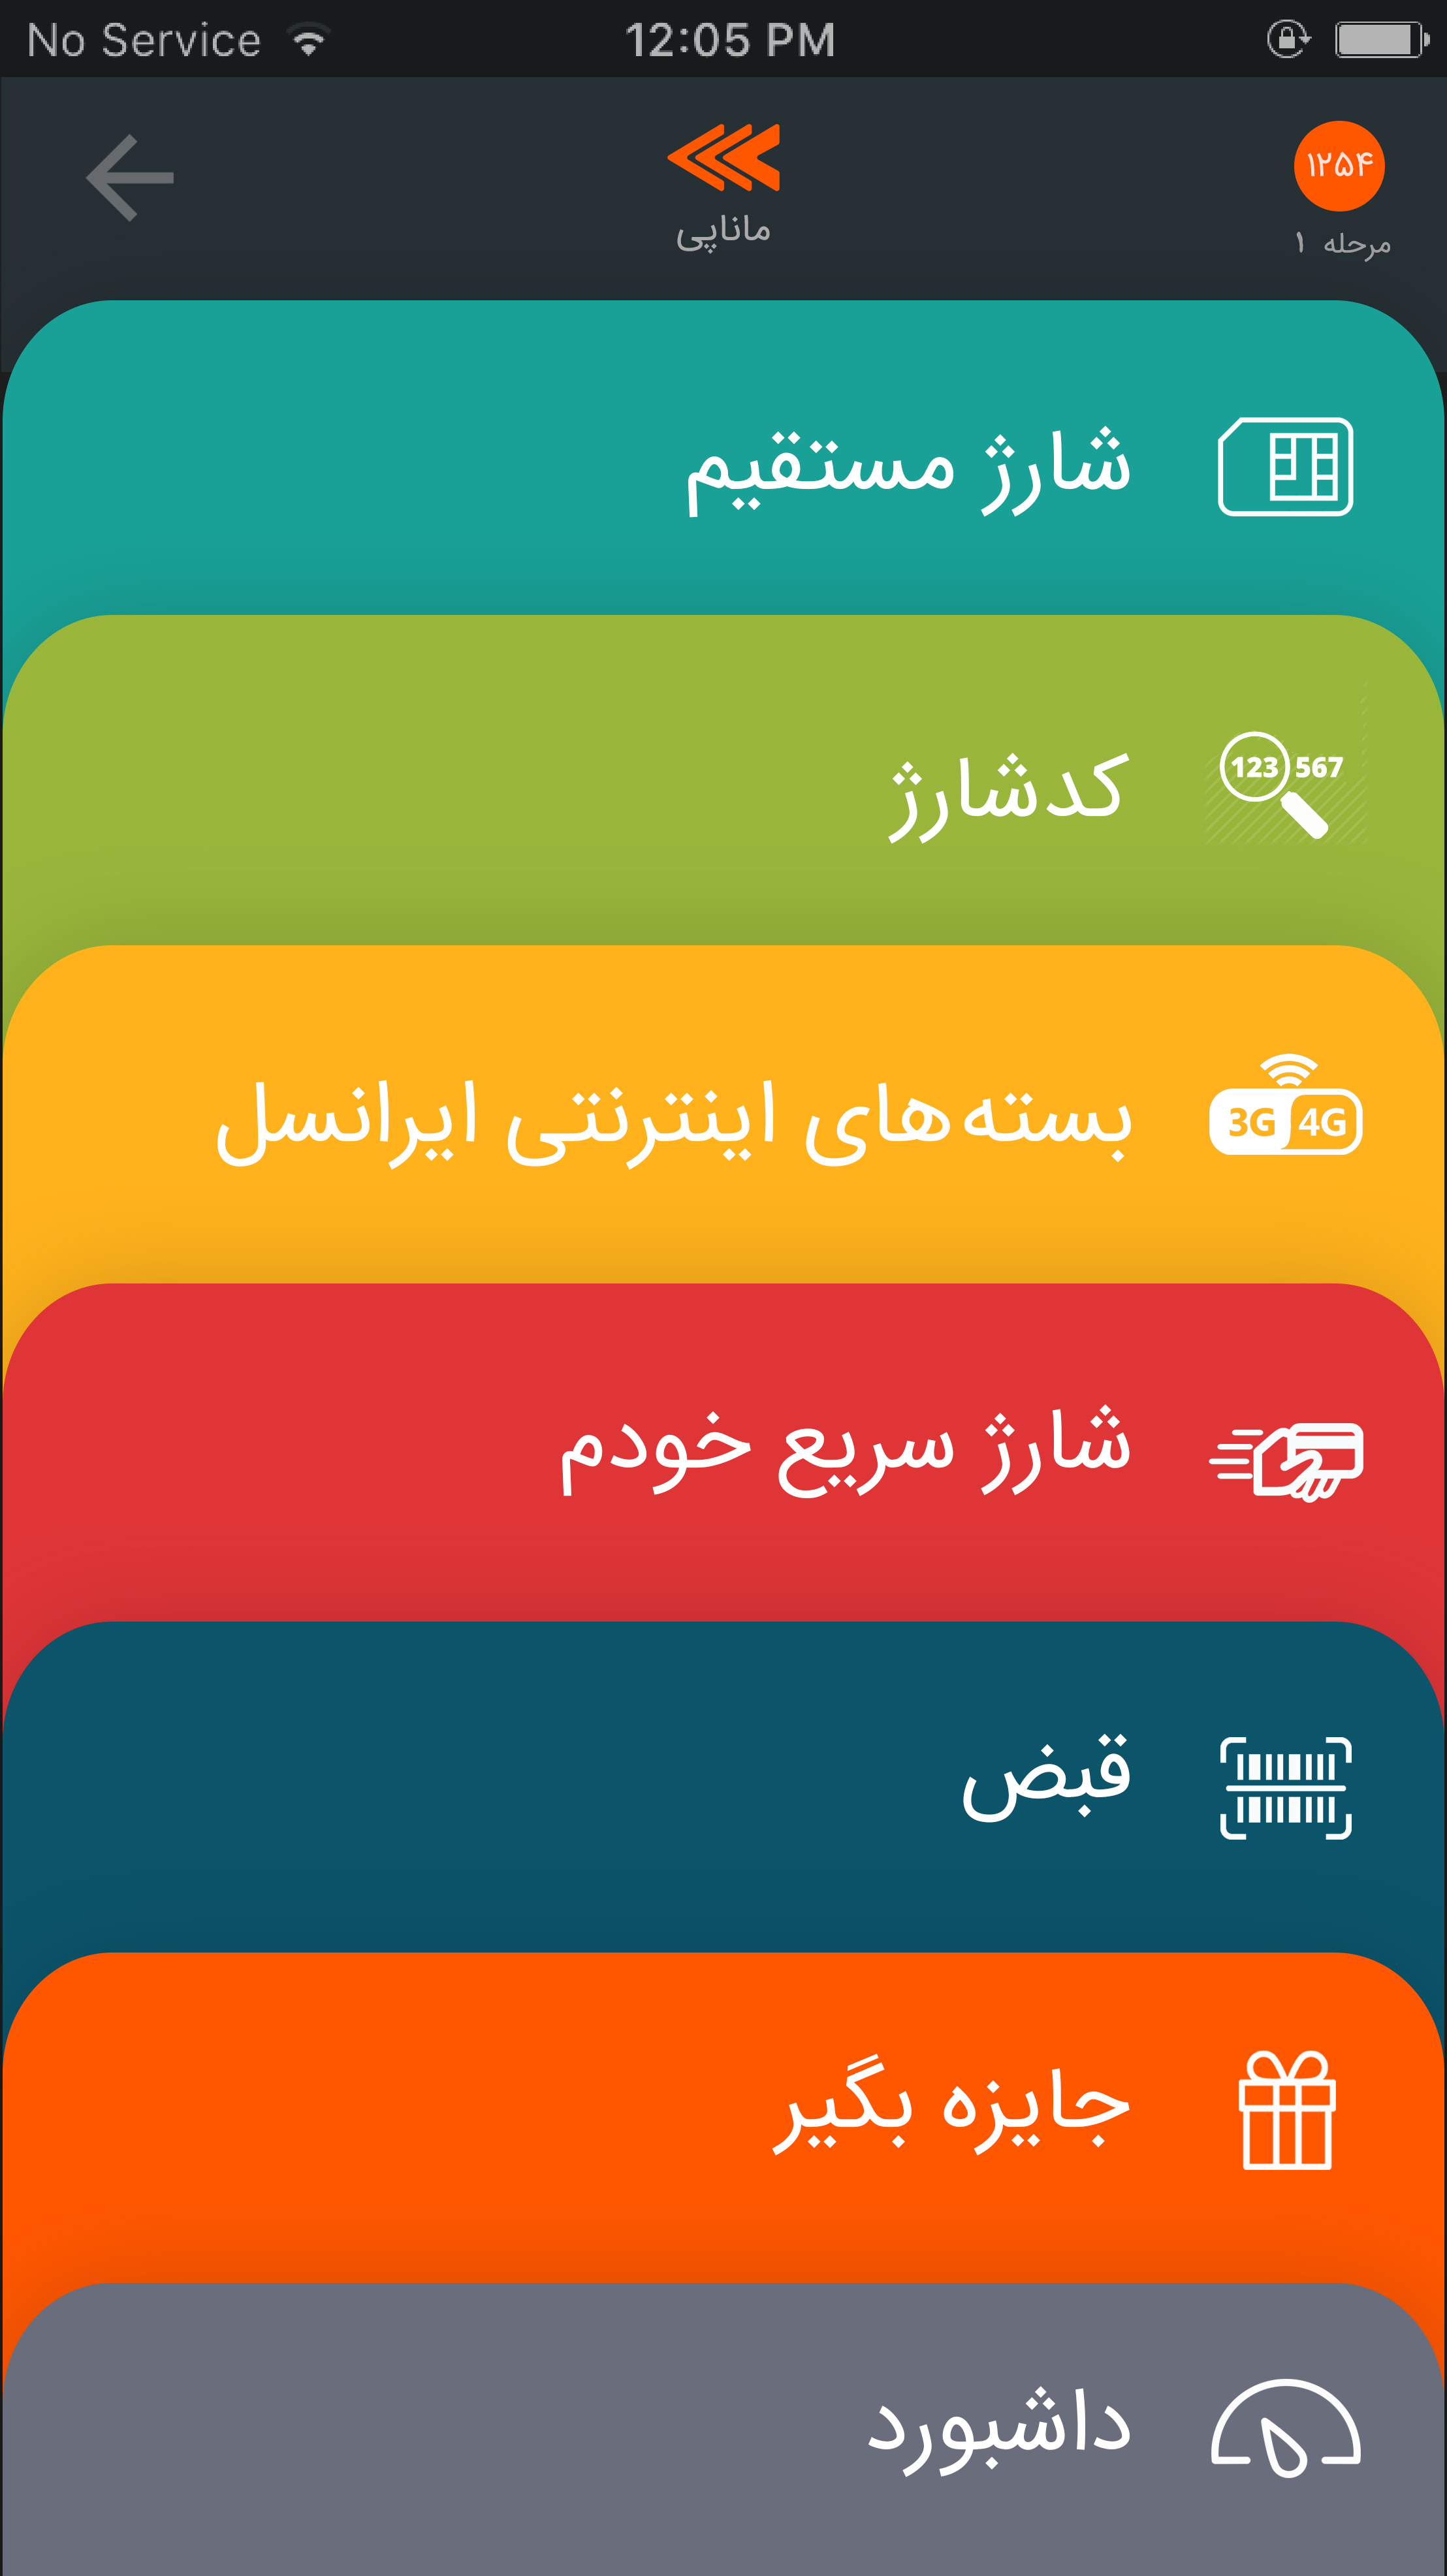 No Service 12:05 PM
۱۲۵۴
ماناپی
مرحله ۱
شارژ مستقیم
123 567
کدشارژ
3G 4G
بسته‌های اینترنتی ایرانسل
شارژ سریع خودم
قبض
جایزه بگیر
داشبورد